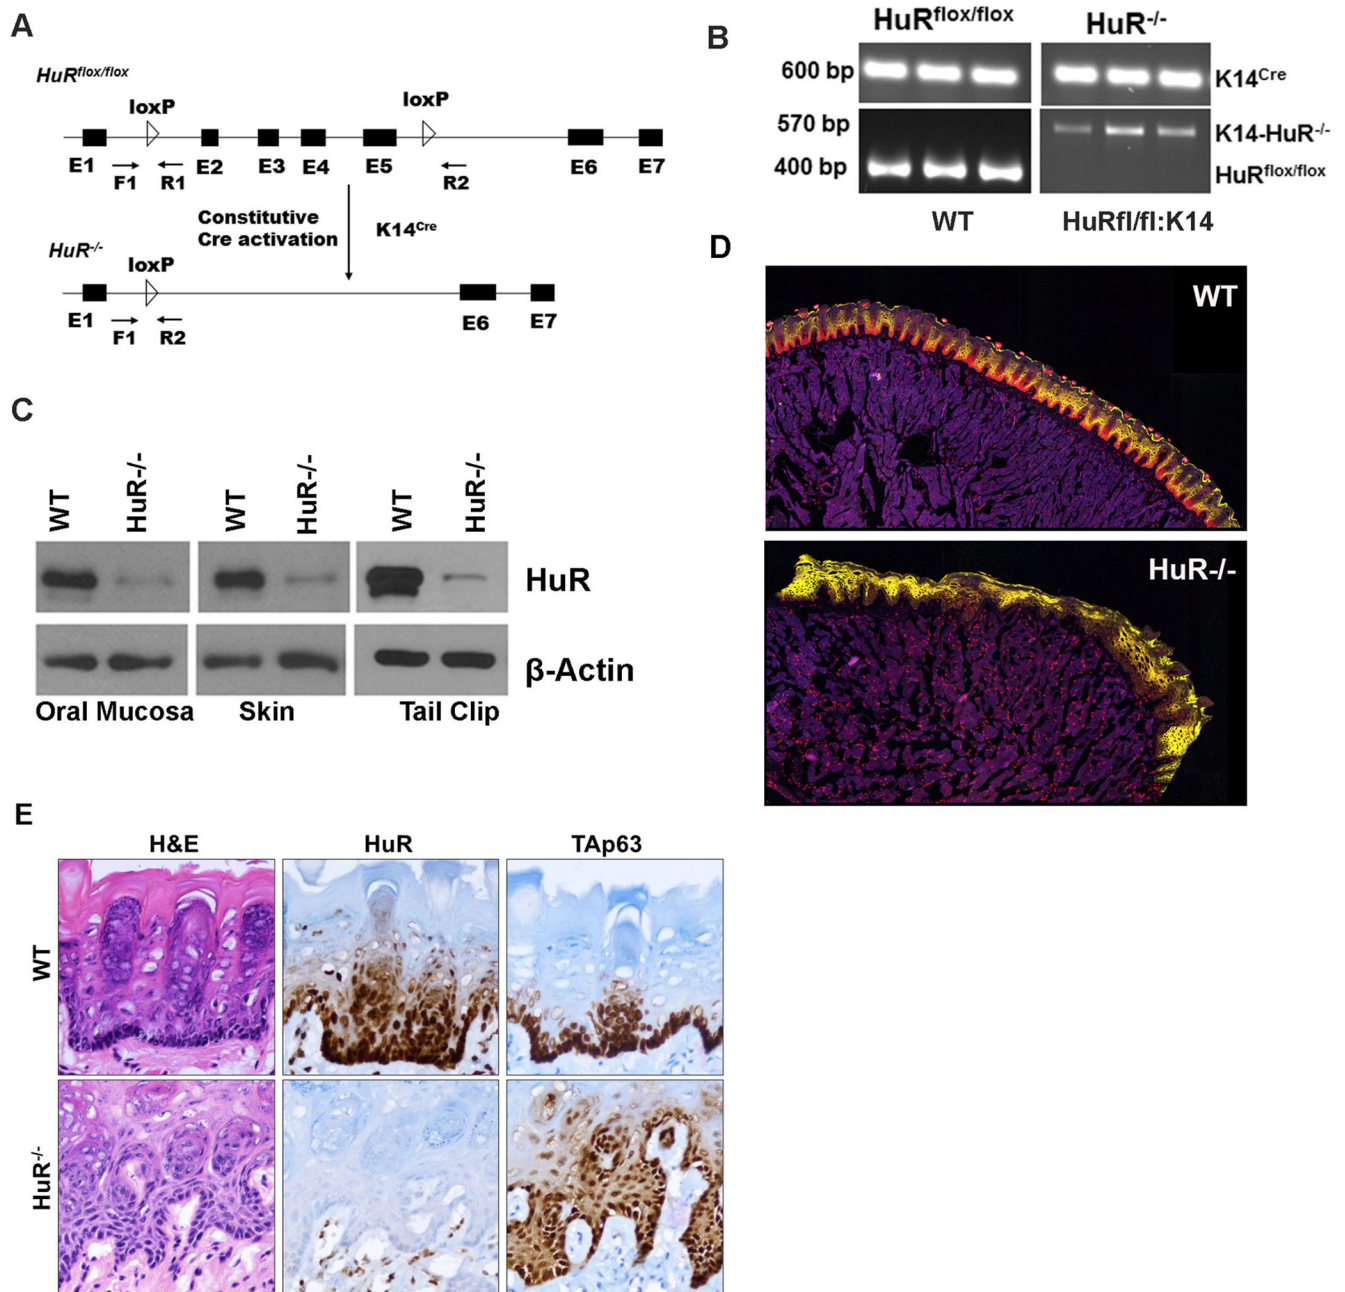 A
HuRflox/flox
loxP
loxP
E1 E2 E3 E4 E5 E6 E7
F1 R1 R2
Constitutive
Cre activation
K14Cre
HuR-/-
loxP
E1 E6 E7
F1 R2
B
HuRflox/flox HuR-/-
600 bp K14Cre
570 bp K14-HuR-/-
400 bp HuRflox/flox
WT HuRfl/fl:K14
C
WT HuR-/- WT HuR-/- WT HuR-/-
HuR
β-Actin
Oral Mucosa Skin Tail Clip
D
WT
HuR-/-
E
H&E HuR TAp63
WT
HuR-/-